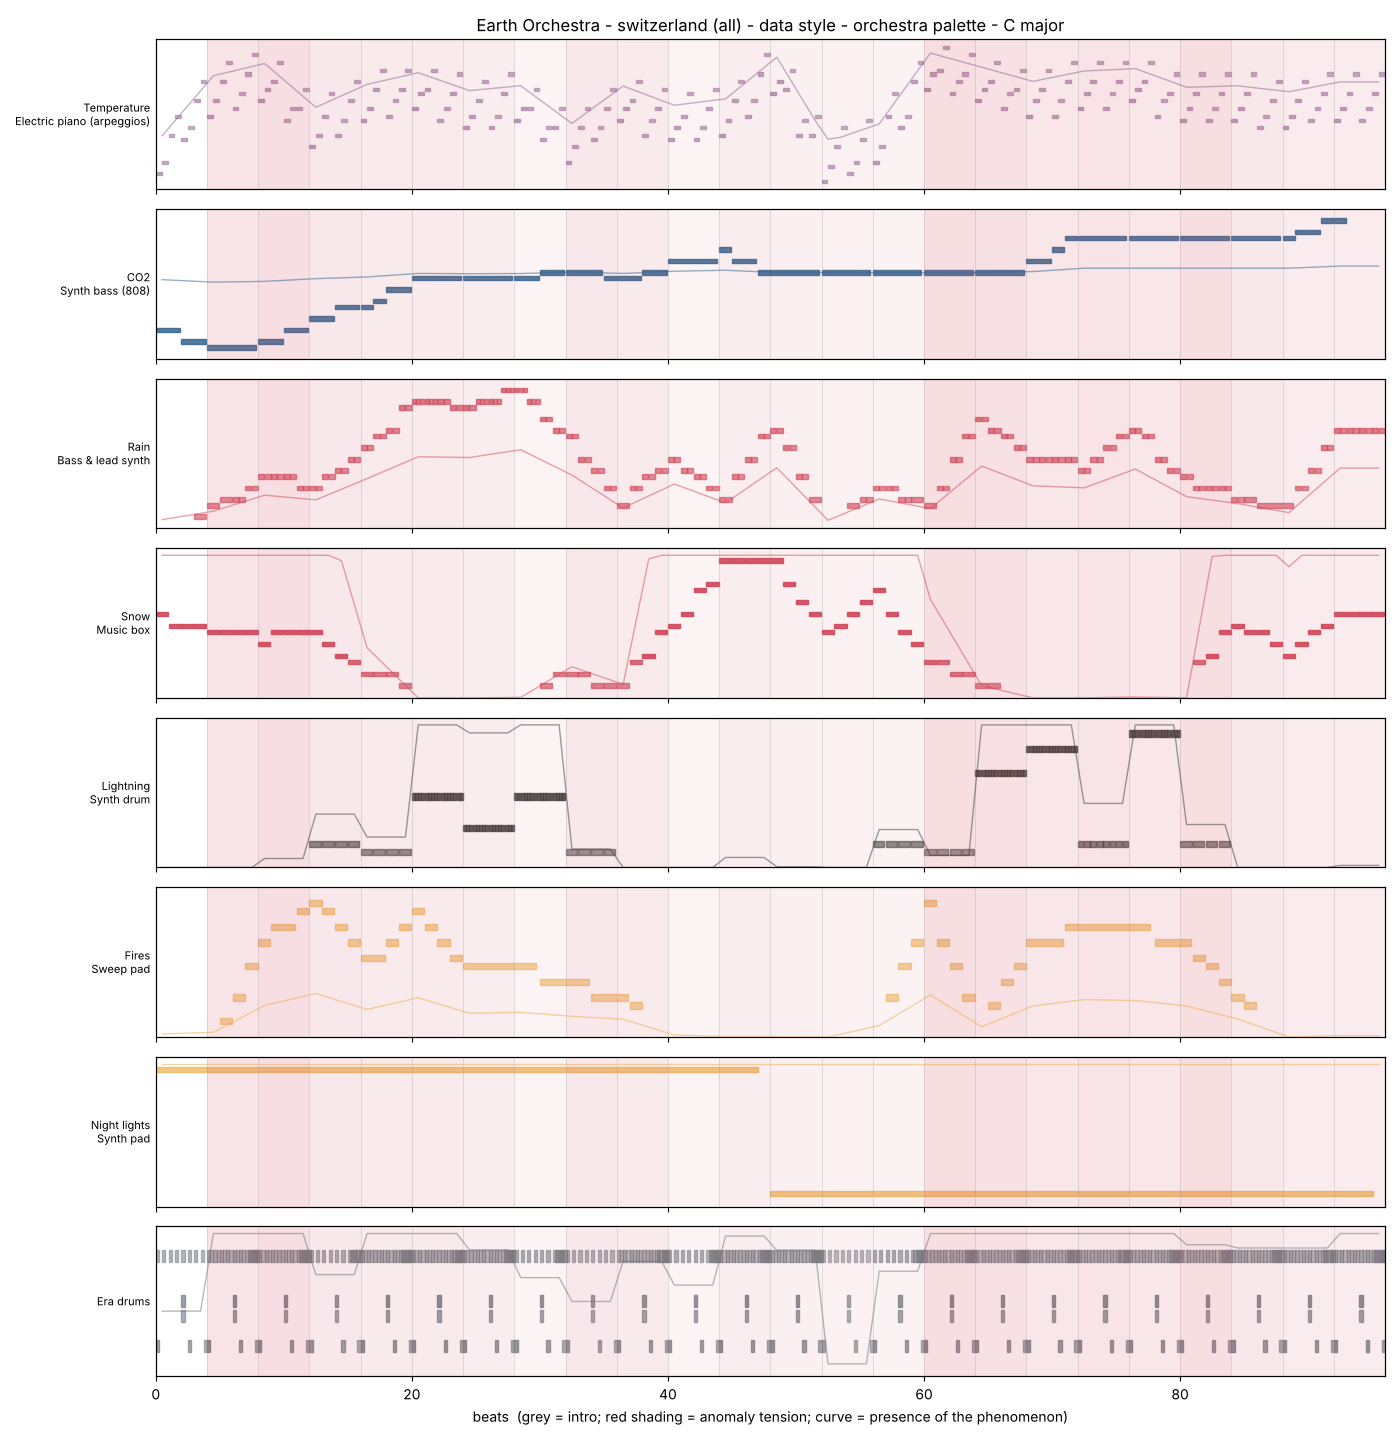 Earth Orchestra - switzerland (all) - data style - orchestra palette - C major
Temperature
Electric piano (arpeggios)
CO2
Synth bass (808)
Rain
Bass & lead synth
Snow
Music box
Lightning
Synth drum
Fires
Sweep pad
Night lights
Synth pad
Era drums
0 20 40 60 80
beats (grey = intro; red shading = anomaly tension; curve = presence of the phenomenon)